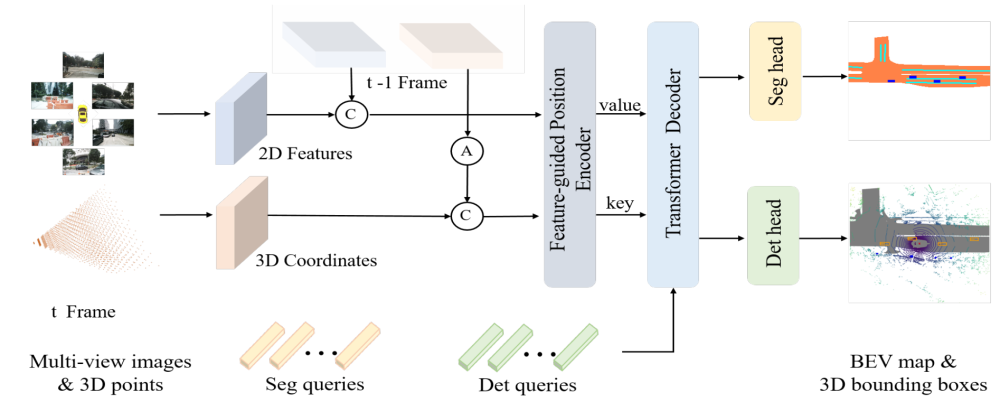 t -1 Frame
C
2D Features
A
C
3D Coordinates
Feature-guided Position
Encoder
value
key
Transformer Decoder
Seg head
Det head
t Frame
Multi-view images
& 3D points
Seg queries
Det queries
BEV map &
3D bounding boxes